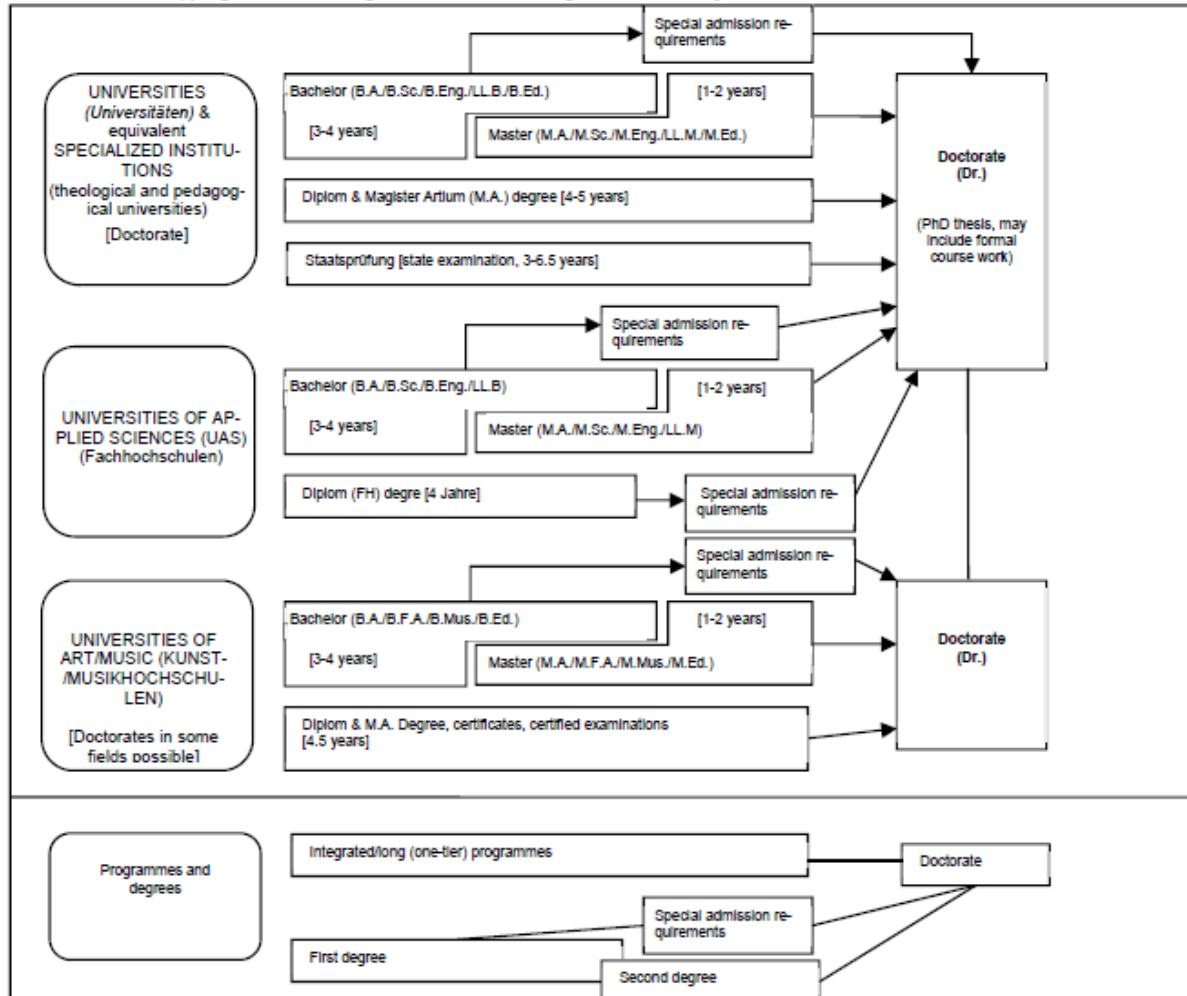 Special admission re-
quirements
UNIVERSITIES
(Universitäten) &
equivalent
SPECIALIZED INSTITU-
TIONS
(theological and pedagog-
ical universities)
[Doctorate]
Bachelor (B.A./B.Sc./B.Eng./LL.B./B.Ed.)
[1-2 years]
[3-4 years]
Master (M.A./M.Sc./M.Eng./LL.M./M.Ed.)
Diplom & Magister Artium (M.A.) degree [4-5 years]
Staatsprüfung [state examination, 3-6.5 years]
Doctorate
(Dr.)
(PhD thesis, may
include formal
course work)
Special admission re-
quirements
UNIVERSITIES OF AP-
PLIED SCIENCES (UAS)
(Fachhochschulen)
Bachelor (B.A./B.Sc./B.Eng./LL.B)
[1-2 years]
[3-4 years]
Master (M.A./M.Sc./M.Eng./LL.M)
Diplom (FH) degre [4 Jahre]
Special admission re-
quirements
Special admission re-
quirements
UNIVERSITIES OF
ART/MUSIC (KUNST-
/MUSIKHOCHSCHU-
LEN)
[Doctorates in some
fields possible]
Bachelor (B.A./B.F.A./B.Mus./B.Ed.)
[1-2 years]
[3-4 years]
Master (M.A./M.F.A./M.Mus./M.Ed.)
Diplom & M.A. Degree, certificates, certified examinations
[4.5 years]
Doctorate
(Dr.)
Programmes and
degrees
Integrated/long (one-tier) programmes
Doctorate
Special admission re-
quirements
First degree
Second degree